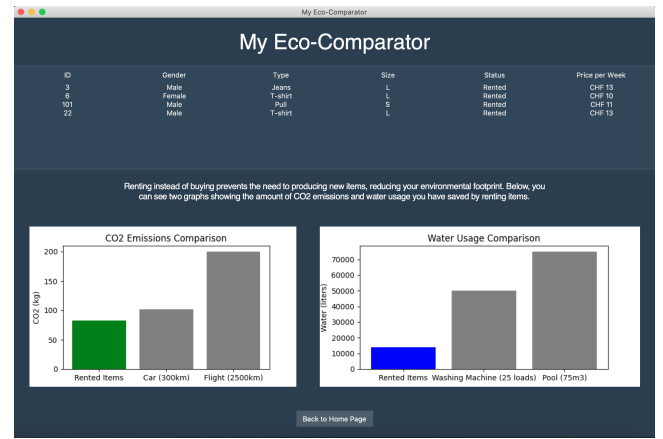 My Eco-Comparator
My Eco-Comparator
ID Gender Type Size Status Price per Week
3 Male Jeans L Rented CHF 13
6 Female T-shirt L Rented CHF 10
101 Male Pull S Rented CHF 11
22 Male T-shirt L Rented CHF 13
Renting instead of buying prevents the need to producing new items, reducing your environmental footprint. Below, you
can see two graphs showing the amount of CO2 emissions and water usage you have saved by renting items.
CO2 Emissions Comparison
200
150
100
50
0
CO2 (kg)
Rented Items Car (300km) Flight (2500km)
Water Usage Comparison
70000
60000
50000
40000
30000
20000
10000
0
Water (liters)
Rented Items Washing Machine (25 loads) Pool (75m3)
Back to Home Page